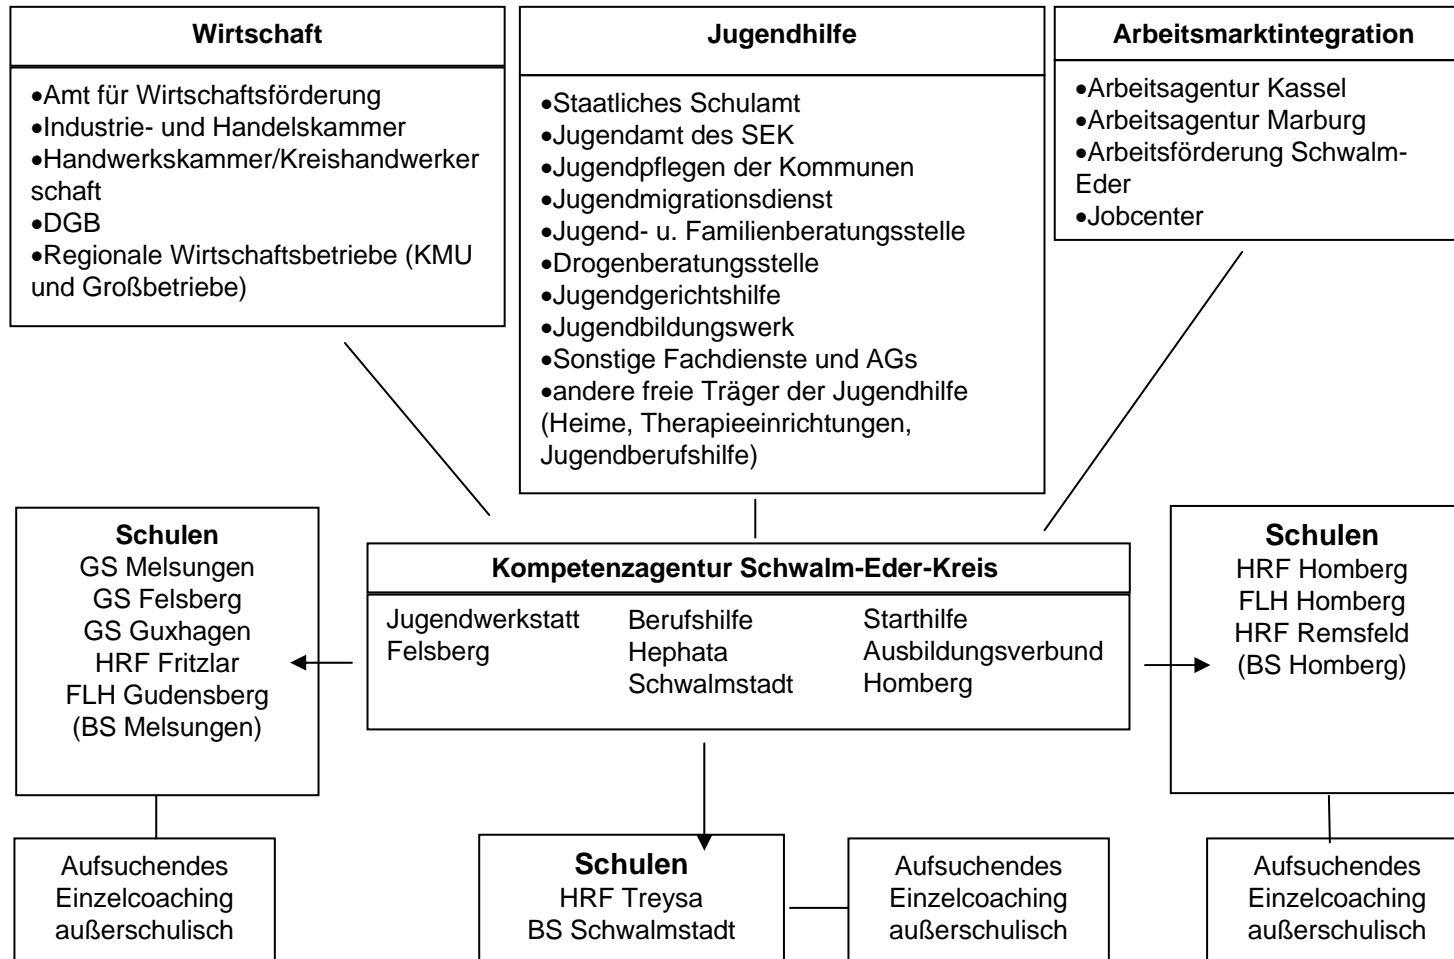 Wirtschaft
•Amt für Wirtschaftsförderung
•Industrie- und Handelskammer
•Handwerkskammer/Kreishandwerker
schaft
•DGB
•Regionale Wirtschaftsbetriebe (KMU
und Großbetriebe)
Jugendhilfe
•Staatliches Schulamt
•Jugendamt des SEK
•Jugendpflegen der Kommunen
•Jugendmigrationsdienst
•Jugend- u. Familienberatungsstelle
•Drogenberatungsstelle
•Jugendgerichtshilfe
•Jugendbildungswerk
•Sonstige Fachdienste und AGs
•andere freie Träger der Jugendhilfe
(Heime, Therapieeinrichtungen,
Jugendberufshilfe)
Arbeitsmarktintegration
•Arbeitsagentur Kassel
•Arbeitsagentur Marburg
•Arbeitsförderung Schwalm-
Eder
•Jobcenter
Schulen
GS Melsungen
GS Felsberg
GS Guxhagen
HRF Fritzlar
FLH Gudensberg
(BS Melsungen)
Kompetenzagentur Schwalm-Eder-Kreis
Jugendwerkstatt
Felsberg
Berufshilfe
Hephata
Schwalmstadt
Starthilfe
Ausbildungsverbund
Homberg
Schulen
HRF Homberg
FLH Homberg
HRF Remsfeld
(BS Homberg)
Aufsuchendes
Einzelcoaching
außerschulisch
Schulen
HRF Treysa
BS Schwalmstadt
Aufsuchendes
Einzelcoaching
außerschulisch
Aufsuchendes
Einzelcoaching
außerschulisch